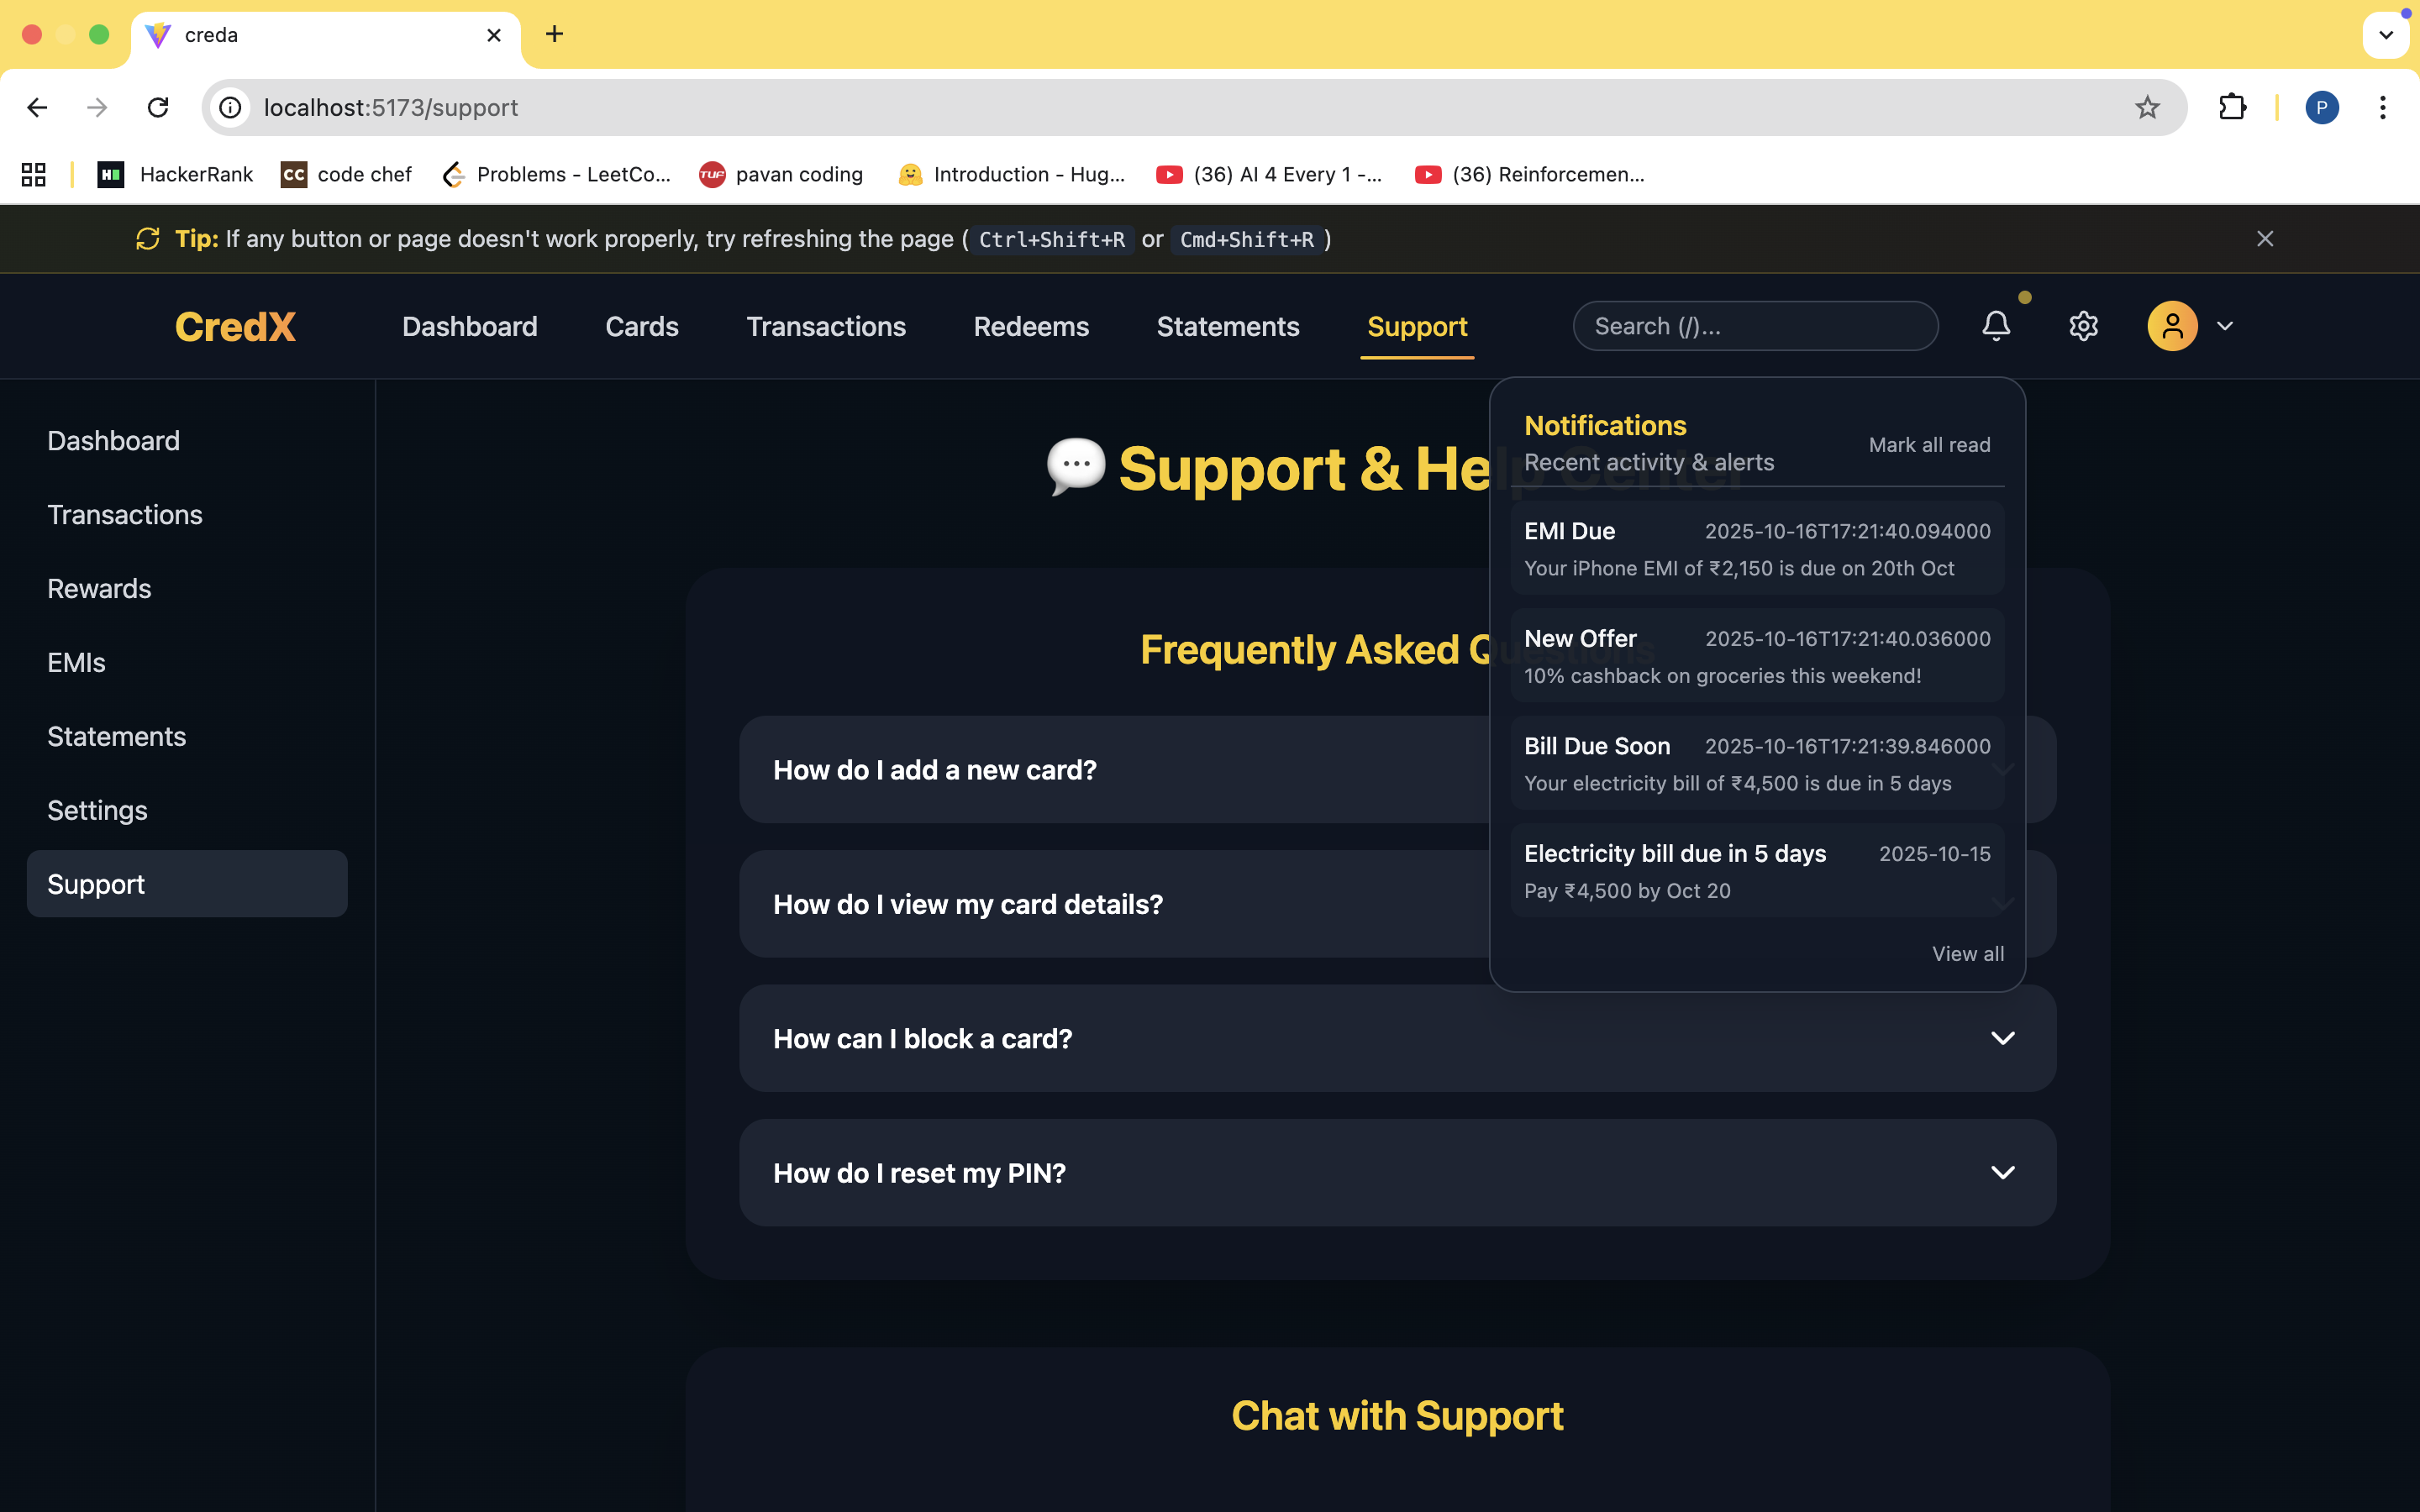 creda
localhost:5173/support
P
HackerRank
CC code chef
Problems - LeetCo...
TUF pavan coding
Introduction - Hug...
(36) AI 4 Every 1 -...
(36) Reinforcemen...
Tip: If any button or page doesn't work properly, try refreshing the page ( Ctrl+Shift+R or Cmd+Shift+R )
CredX
Dashboard
Cards
Transactions
Redeems
Statements
Support
Search (/)...
Dashboard
Transactions
Rewards
EMIs
Statements
Settings
Support
Support & Help Center
Notifications
Recent activity & alerts
Mark all read
EMI Due 2025-10-16T17:21:40.094000
Your iPhone EMI of ₹2,150 is due on 20th Oct
New Offer 2025-10-16T17:21:40.036000
10% cashback on groceries this weekend!
Bill Due Soon 2025-10-16T17:21:39.846000
Your electricity bill of ₹4,500 is due in 5 days
Electricity bill due in 5 days 2025-10-15
Pay ₹4,500 by Oct 20
View all
Frequently Asked Questions
How do I add a new card?
How do I view my card details?
How can I block a card?
How do I reset my PIN?
Chat with Support